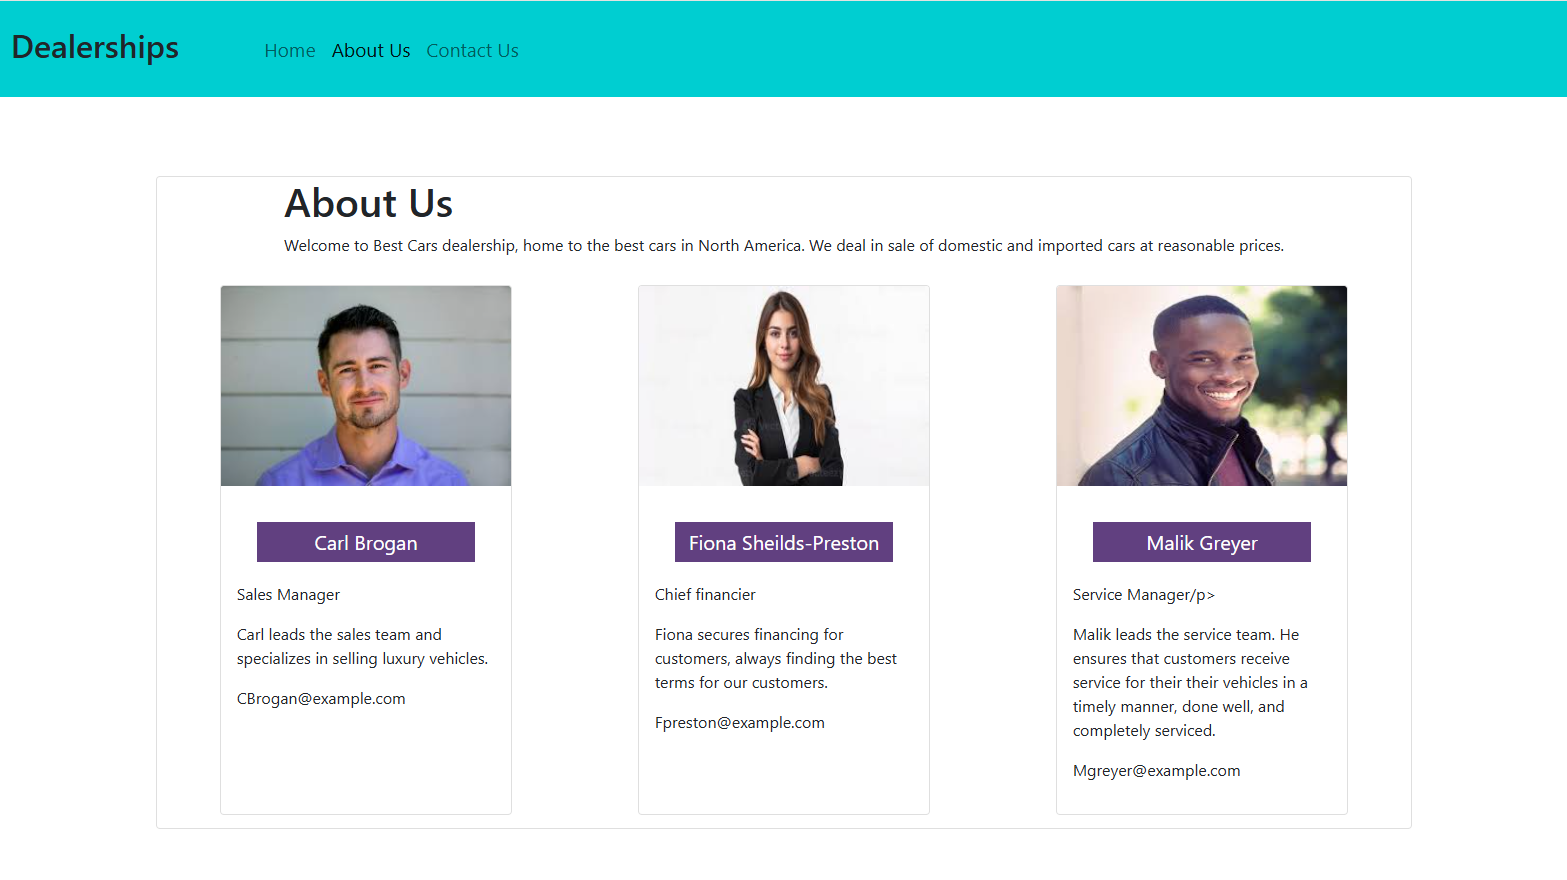 Dealerships
Home About Us Contact Us
About Us
Welcome to Best Cars dealership, home to the best cars in North America. We deal in sale of domestic and imported cars at reasonable prices.
Carl Brogan
Sales Manager
Carl leads the sales team and
specializes in selling luxury vehicles.
CBrogan@example.com
Fiona Sheilds-Preston
Chief financier
Fiona secures financing for
customers, always finding the best
terms for our customers.
Fpreston@example.com
Malik Greyer
Service Manager/p>
Malik leads the service team. He
ensures that customers receive
service for their their vehicles in a
timely manner, done well, and
completely serviced.
Mgreyer@example.com